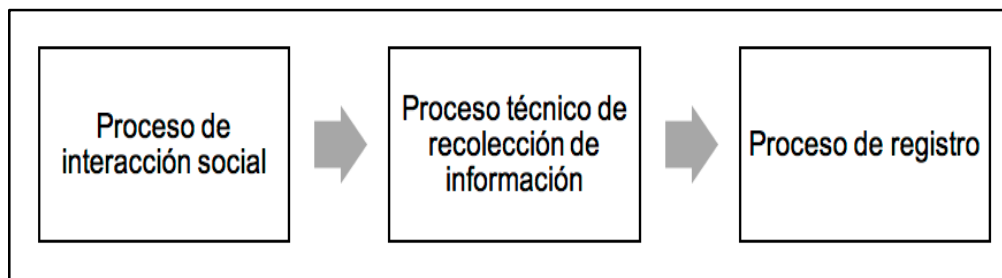 Proceso de
interacción social
Proceso técnico de
recolección de
información
Proceso de registro